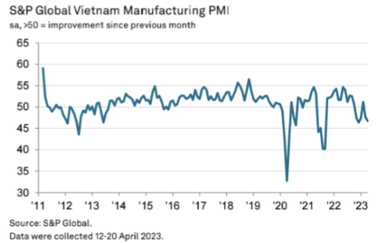 S&P Global Vietnam Manufacturing PMI
sa, >50 = improvement since previous month
65
60
55
50
45
40
35
30
'11 '12 '13 '14 '15 '16 '17 '18 '19 '20 '21 '22 '23
Source: S&P Global.
Data were collected 12-20 April 2023.